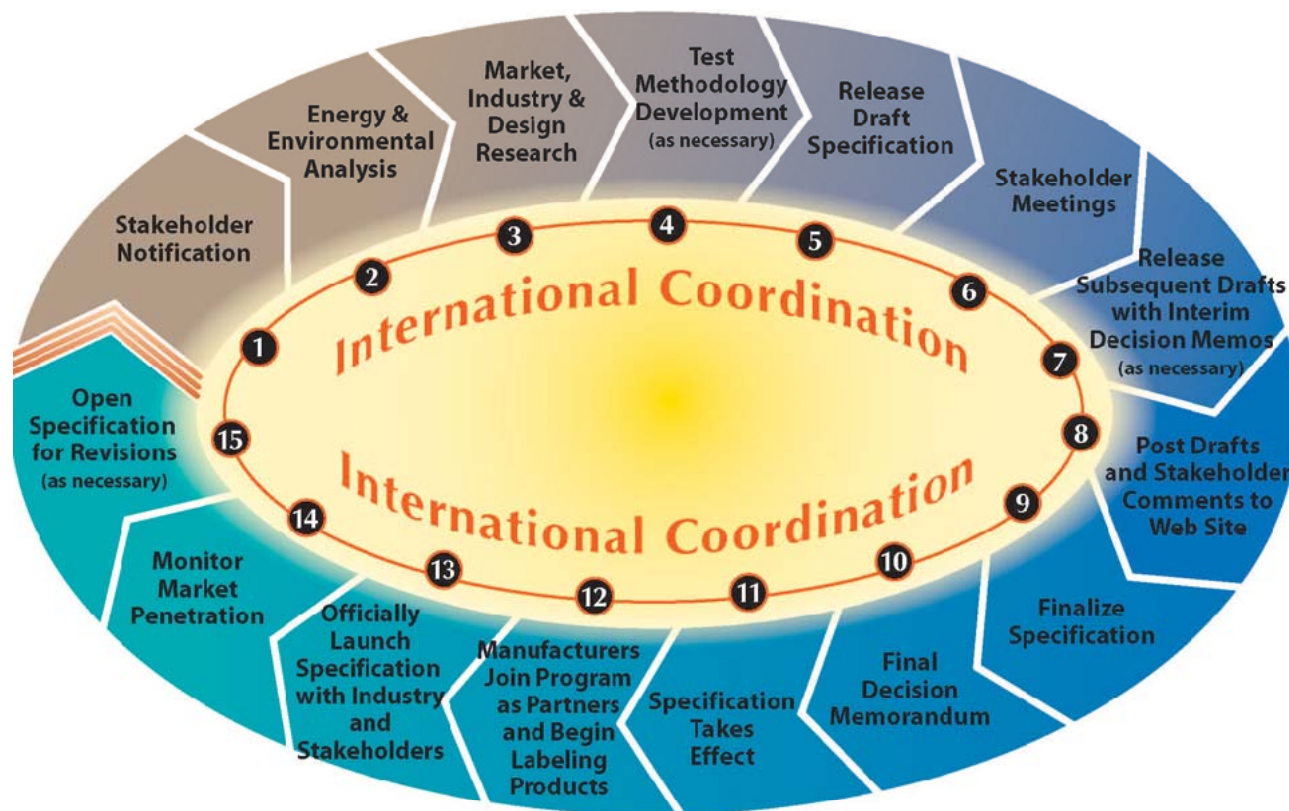 Stakeholder
Notification
1
Energy &
Environmental
Analysis
2
Market,
Industry &
Design
Research
3
Test
Methodology
Development
(as necessary)
4
Release
Draft
Specification
5
Stakeholder
Meetings
6
Release
Subsequent Drafts
with Interim
Decision Memos
(as necessary)
7
Post Drafts
and Stakeholder
Comments to
Web Site
8
Finalize
Specification
9
Final
Decision
Memorandum
10
Specification
Takes
Effect
11
Manufacturers
Join Program
as Partners
and Begin
Labeling
Products
12
Officially
Launch
Specification
with Industry
and
Stakeholders
13
Monitor
Market
Penetration
14
Open
Specification
for Revisions
(as necessary)
15
International Coordination
International Coordination